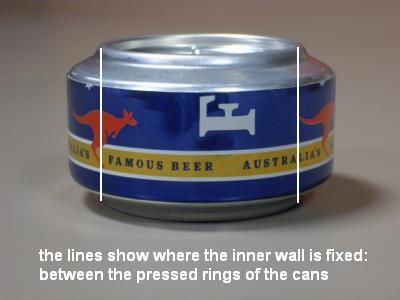 F
ALIA'S FAMOUS BEER AUSTRALIA'S
the lines show where the inner wall is fixed:
between the pressed rings of the cans